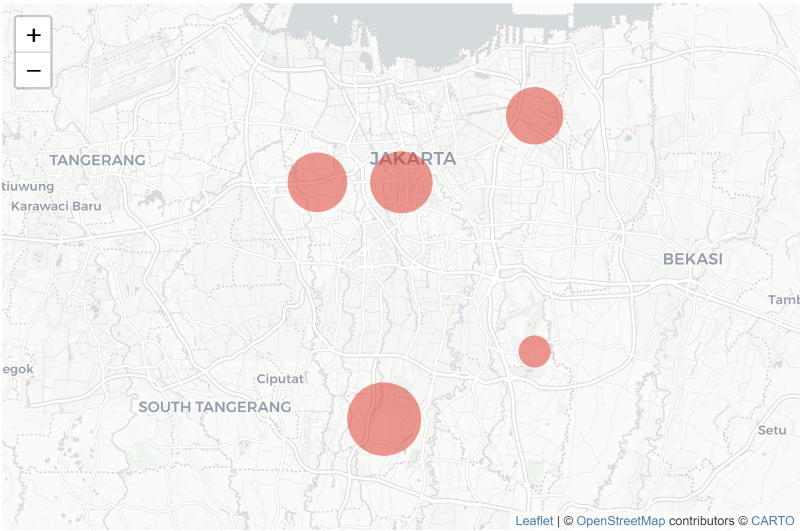 +
−
JAKARTA
TANGERANG
tiuwung
Karawaci Baru
BEKASI
Tamb
egok
Ciputat
SOUTH TANGERANG
Setu
Leaflet | © OpenStreetMap contributors © CARTO